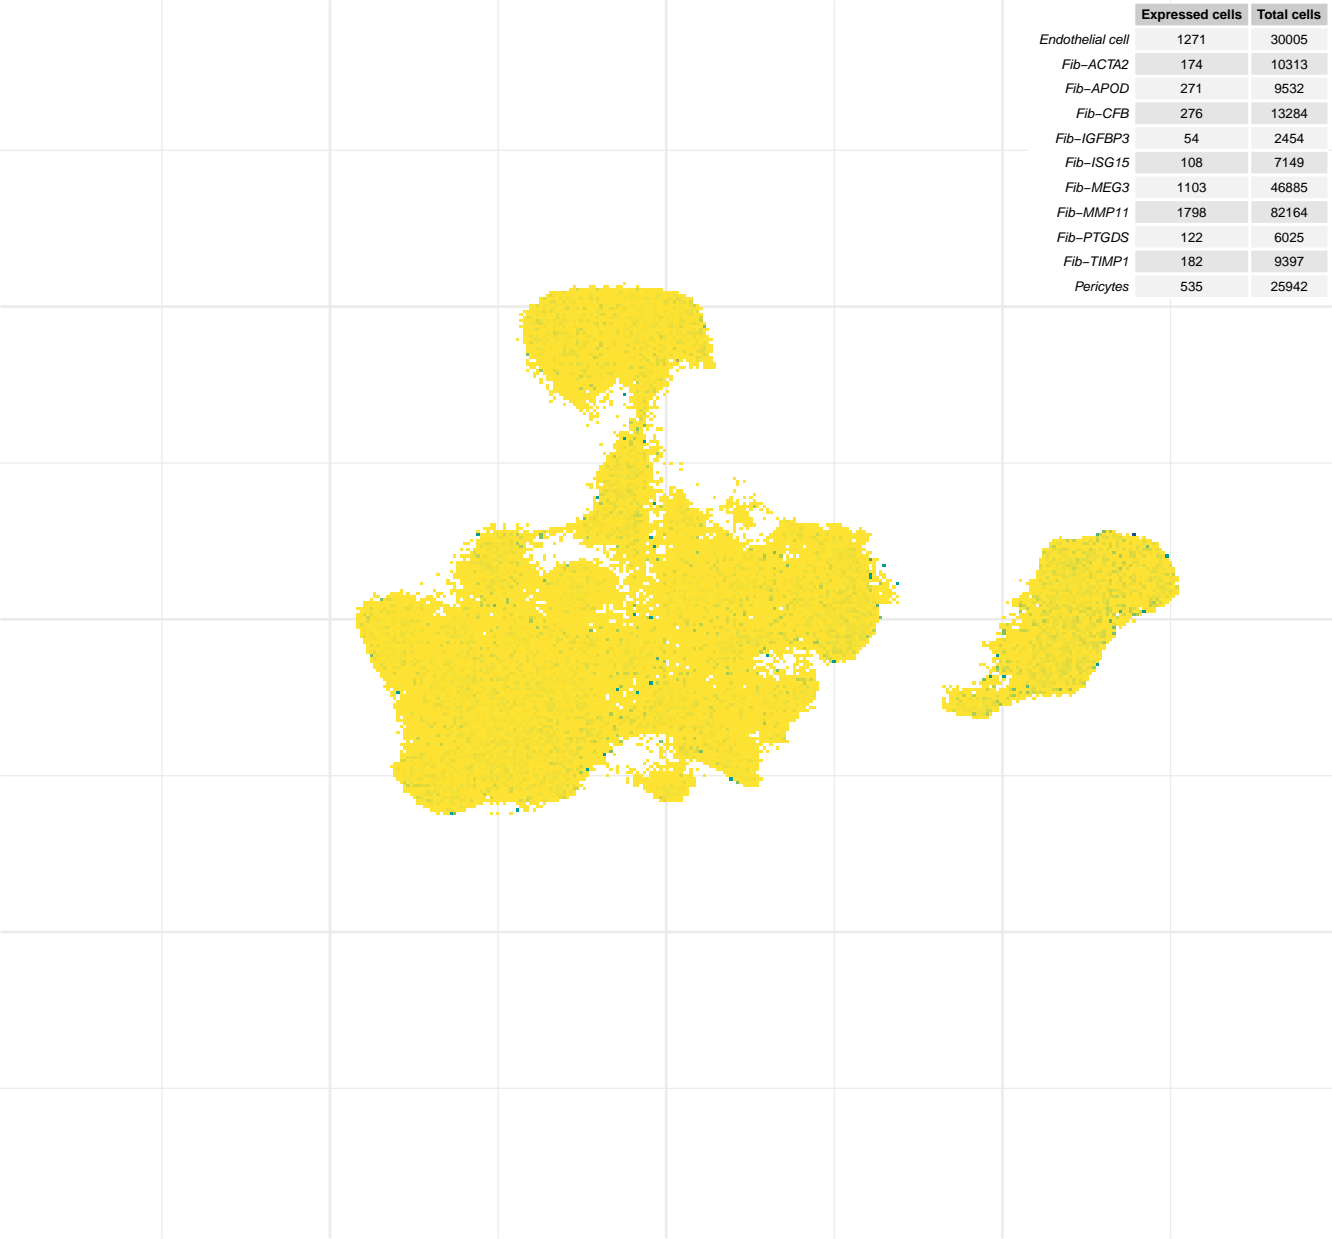 Expressed cells Total cells
Endothelial cell 1271 30005
Fib−ACTA2 174 10313
Fib−APOD 271 9532
Fib−CFB 276 13284
Fib−IGFBP3 54 2454
Fib−ISG15 108 7149
Fib−MEG3 1103 46885
Fib−MMP11 1798 82164
Fib−PTGDS 122 6025
Fib−TIMP1 182 9397
Pericytes 535 25942